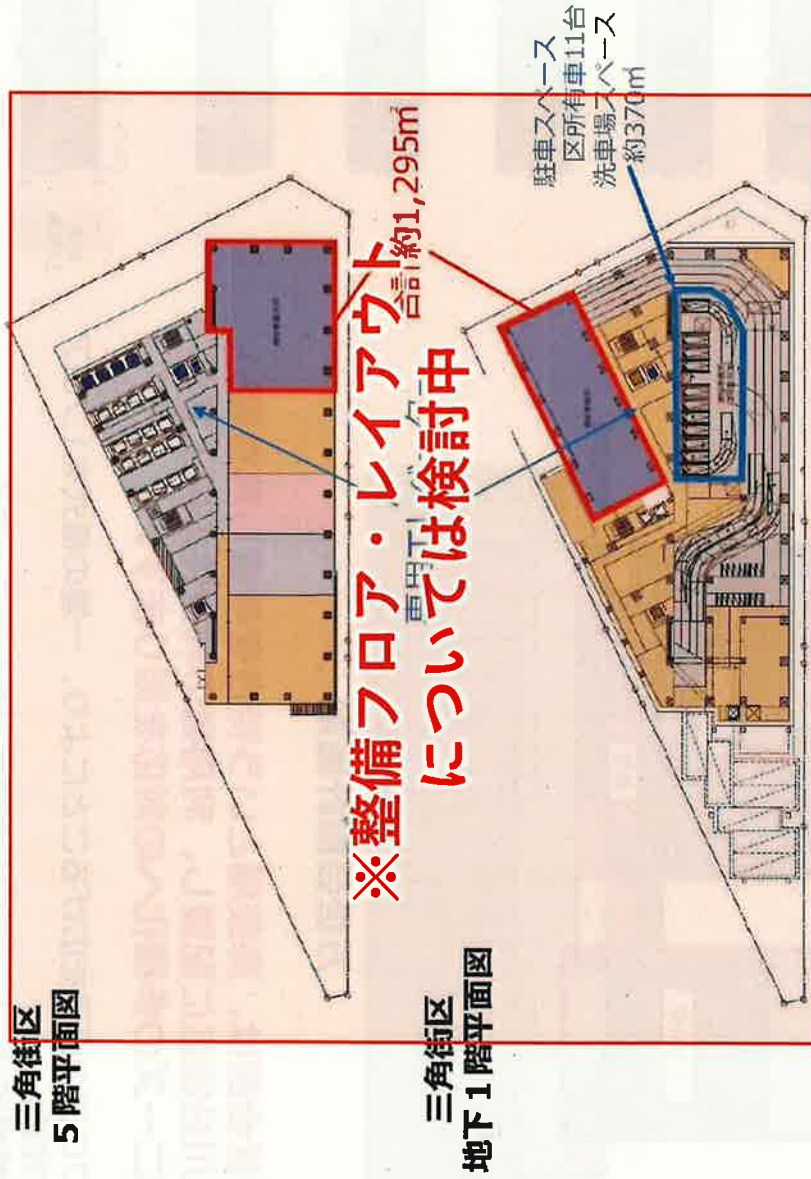 三角街区
5階平面図
合計約1,295㎡
※整備フロア・レイアウト
については検討中
三角街区
地下1階平面図
駐車スペース
区所有車11台
洗車場スペース
約370㎡